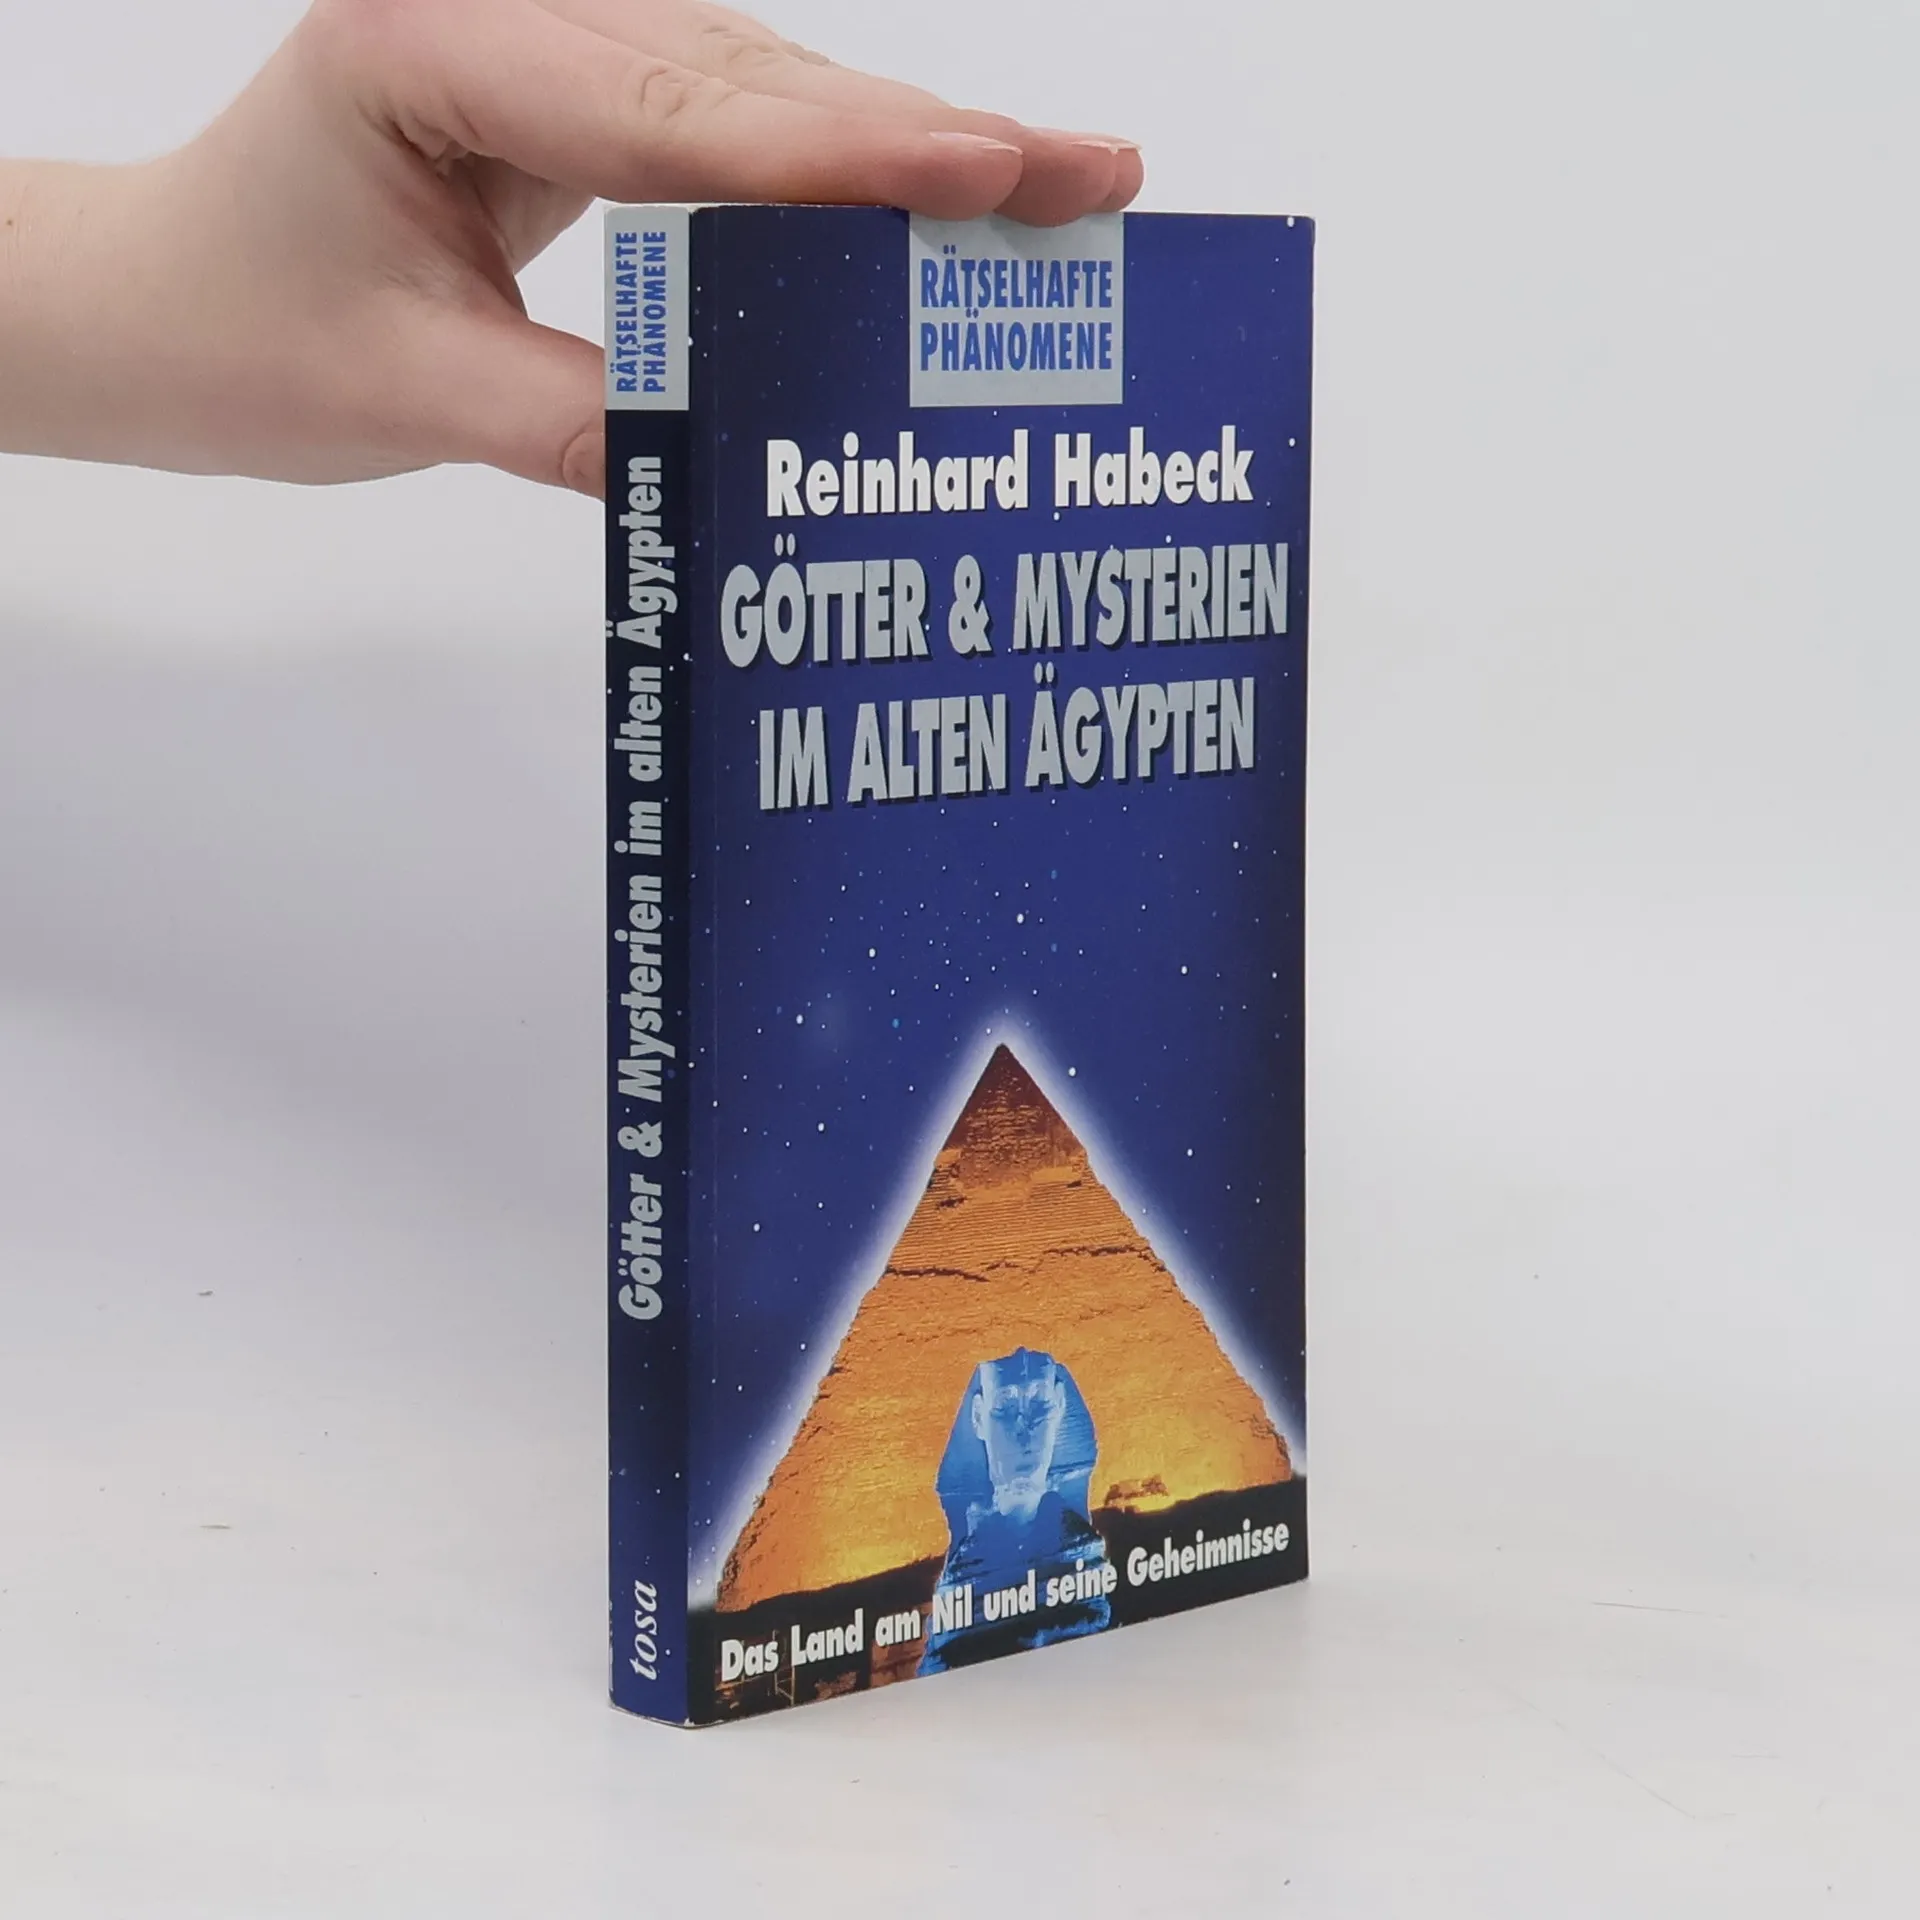 RÄTSELHAFTE
PHÄNOMENE
Götter & Mysterien im alten Ägypten
tosa
RÄTSELHAFTE
PHÄNOMENE
Reinhard Habeck
GÖTTER & MYSTERIEN
IM ALTEN ÄGYPTEN
Das Land am Nil und seine Geheimnisse